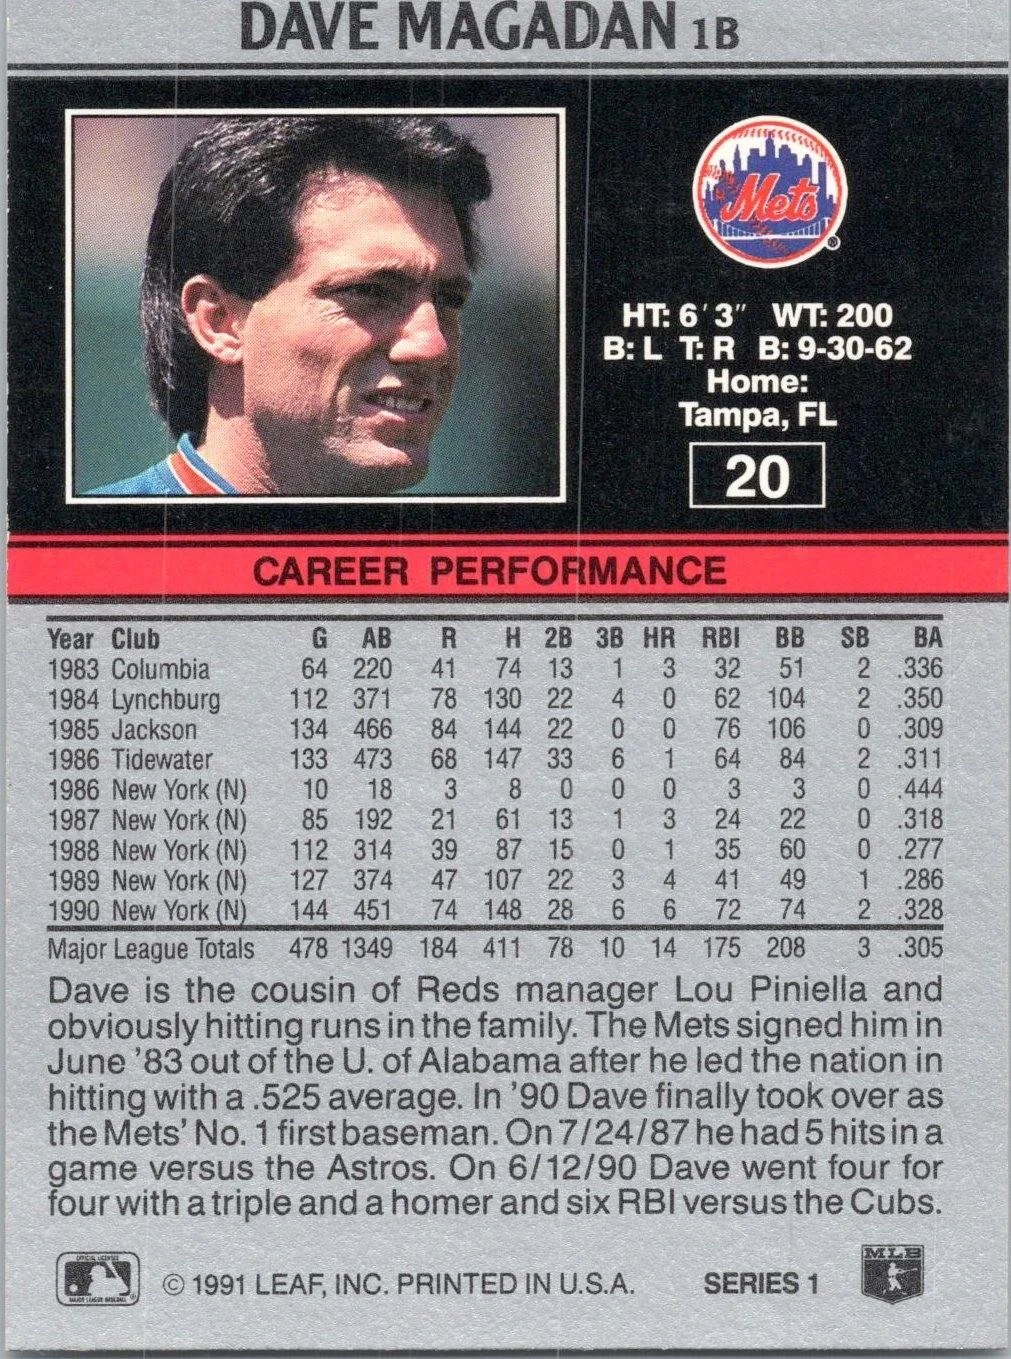 DAVE MAGADAN 1B
Mets
®
HT: 6'3" WT: 200
B: L T: R B: 9-30-62
Home:
Tampa, FL
20
CAREER PERFORMANCE
Year Club G AB R H 2B 3B HR RBI BB SB BA
1983 Columbia 64 220 41 74 13 1 3 32 51 2 .336
1984 Lynchburg 112 371 78 130 22 4 0 62 104 2 .350
1985 Jackson 134 466 84 144 22 0 0 76 106 0 .309
1986 Tidewater 133 473 68 147 33 6 1 64 84 2 .311
1986 New York (N) 10 18 3 8 0 0 0 3 3 0 .444
1987 New York (N) 85 192 21 61 13 1 3 24 22 0 .318
1988 New York (N) 112 314 39 87 15 0 1 35 60 0 .277
1989 New York (N) 127 374 47 107 22 3 4 41 49 1 .286
1990 New York (N) 144 451 74 148 28 6 6 72 74 2 .328
Major League Totals 478 1349 184 411 78 10 14 175 208 3 .305
Dave is the cousin of Reds manager Lou Piniella and
obviously hitting runs in the family. The Mets signed him in
June '83 out of the U. of Alabama after he led the nation in
hitting with a .525 average. In '90 Dave finally took over as
the Mets' No. 1 first baseman. On 7/24/87 he had 5 hits in a
game versus the Astros. On 6/12/90 Dave went four for
four with a triple and a homer and six RBI versus the Cubs.
OFFICIAL LICENSEE
MAJOR LEAGUE BASEBALL
© 1991 LEAF, INC. PRINTED IN U.S.A.
SERIES 1
MLB